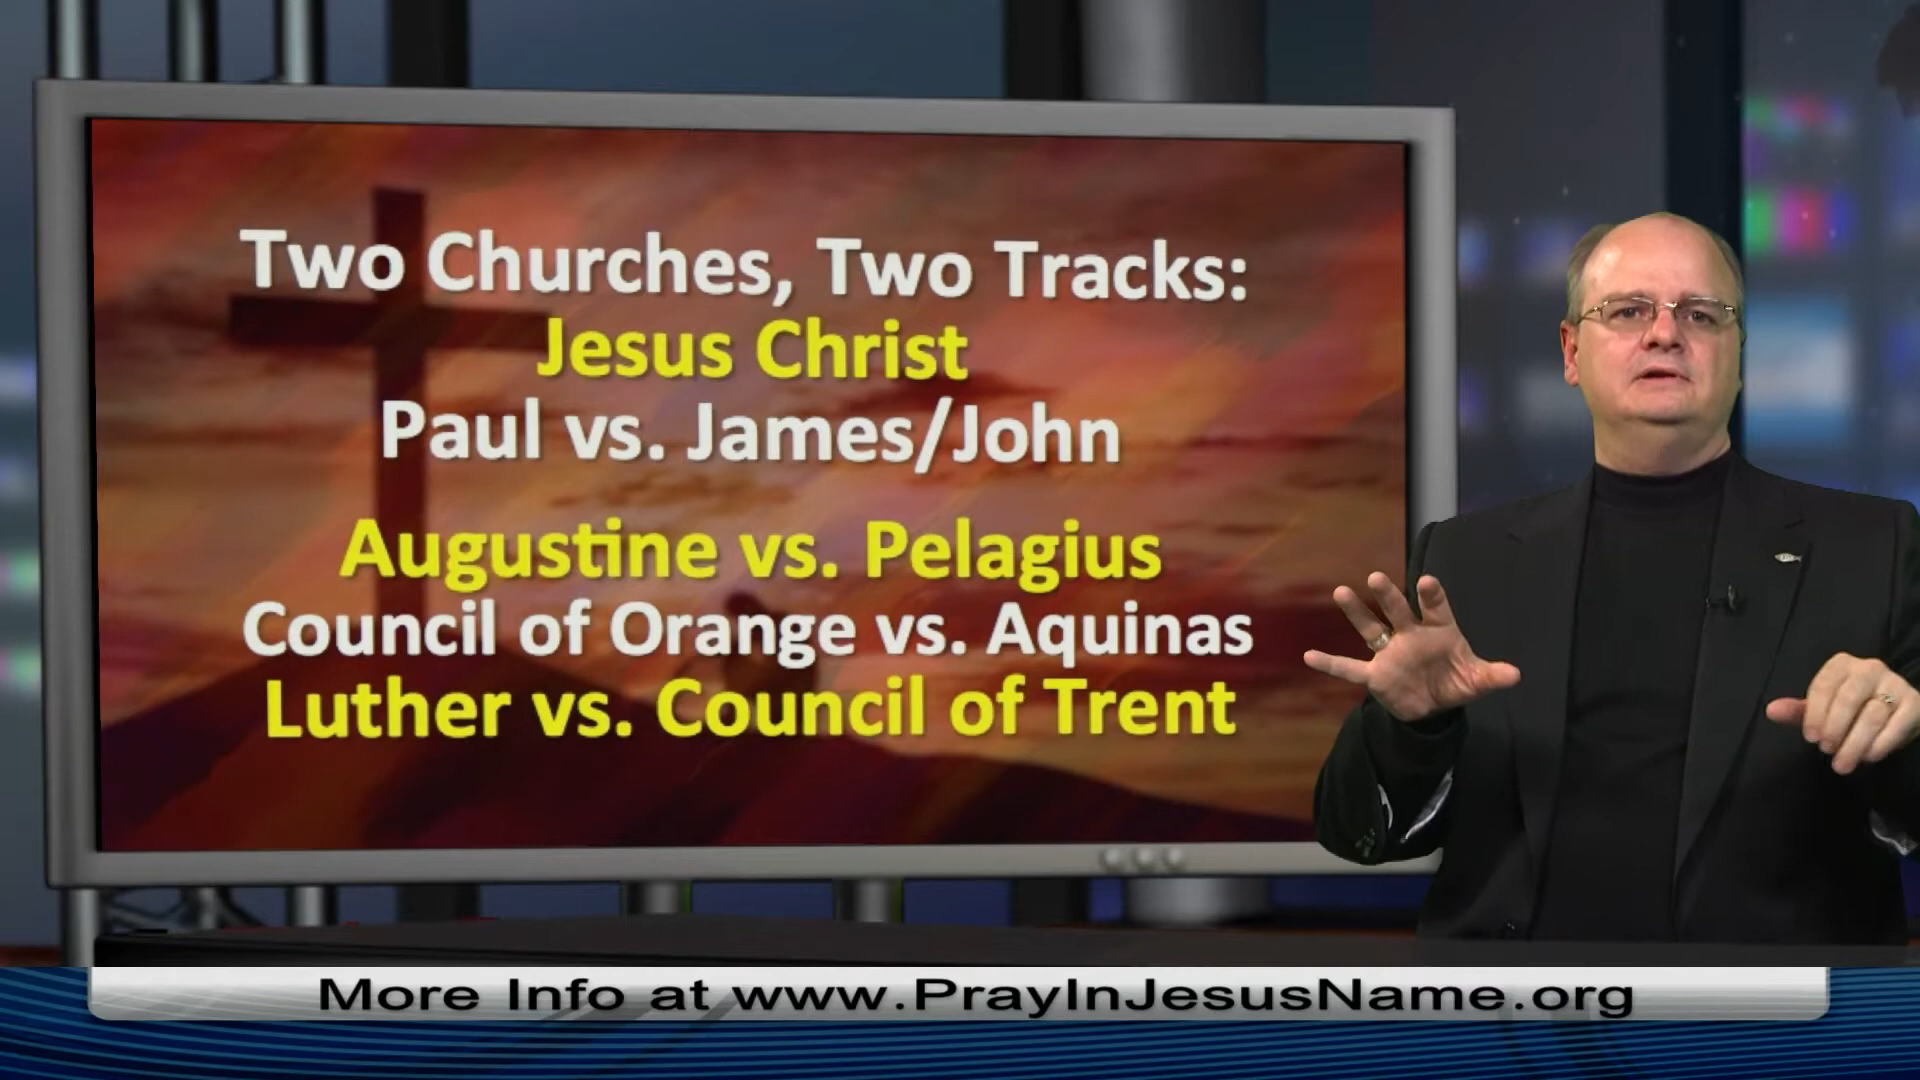 Two Churches, Two Tracks:
Jesus Christ
Paul vs. James/John
Augustine vs. Pelagius
Council of Orange vs. Aquinas
Luther vs. Council of Trent
More Info at www.PrayInJesusName.org